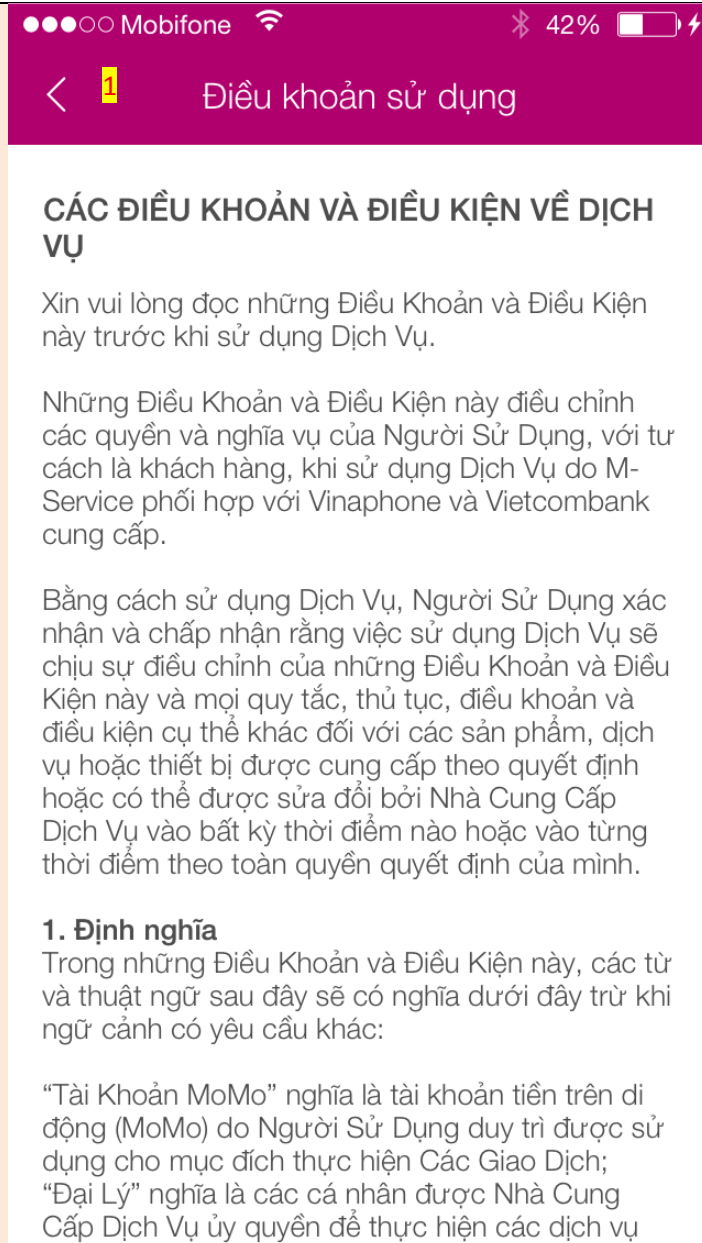 Mobifone 42%
1 Điều khoản sử dụng
CÁC ĐIỀU KHOẢN VÀ ĐIỀU KIỆN VỀ DỊCH
VỤ
Xin vui lòng đọc những Điều Khoản và Điều Kiện
này trước khi sử dụng Dịch Vụ.
Những Điều Khoản và Điều Kiện này điều chỉnh
các quyền và nghĩa vụ của Người Sử Dụng, với tư
cách là khách hàng, khi sử dụng Dịch Vụ do M-
Service phối hợp với Vinaphone và Vietcombank
cung cấp.
Bằng cách sử dụng Dịch Vụ, Người Sử Dụng xác
nhận và chấp nhận rằng việc sử dụng Dịch Vụ sẽ
chịu sự điều chỉnh của những Điều Khoản và Điều
Kiện này và mọi quy tắc, thủ tục, điều khoản và
điều kiện cụ thể khác đối với các sản phẩm, dịch
vụ hoặc thiết bị được cung cấp theo quyết định
hoặc có thể được sửa đổi bởi Nhà Cung Cấp
Dịch Vụ vào bất kỳ thời điểm nào hoặc vào từng
thời điểm theo toàn quyền quyết định của mình.
1. Định nghĩa
Trong những Điều Khoản và Điều Kiện này, các từ
và thuật ngữ sau đây sẽ có nghĩa dưới đây trừ khi
ngữ cảnh có yêu cầu khác:
“Tài Khoản MoMo” nghĩa là tài khoản tiền trên di
động (MoMo) do Người Sử Dụng duy trì được sử
dụng cho mục đích thực hiện Các Giao Dịch;
“Đại Lý” nghĩa là các cá nhân được Nhà Cung
Cấp Dịch Vụ ủy quyền để thực hiện các dịch vụ